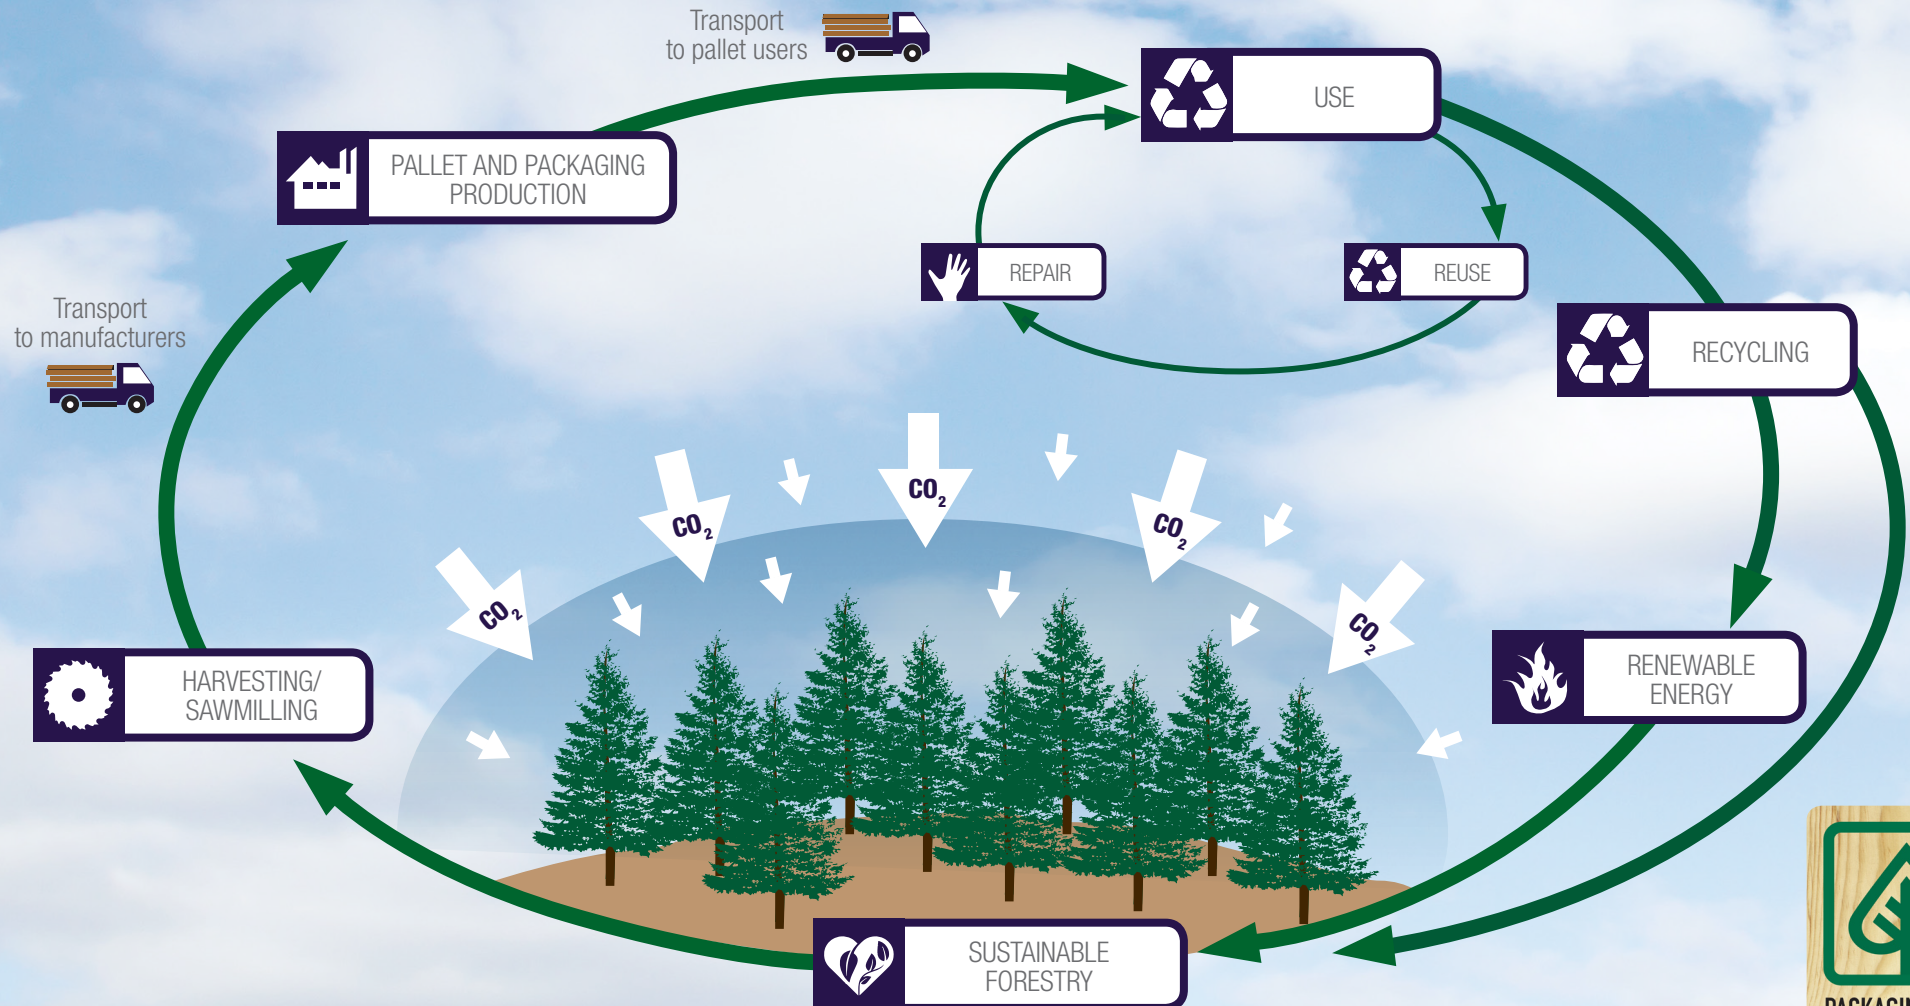 Transport
to pallet users
USE
PALLET AND PACKAGING
PRODUCTION
REPAIR
REUSE
Transport
to manufacturers
RECYCLING
CO2
CO2
CO2
CO2
CO2
HARVESTING/
SAWMILLING
RENEWABLE
ENERGY
SUSTAINABLE
FORESTRY